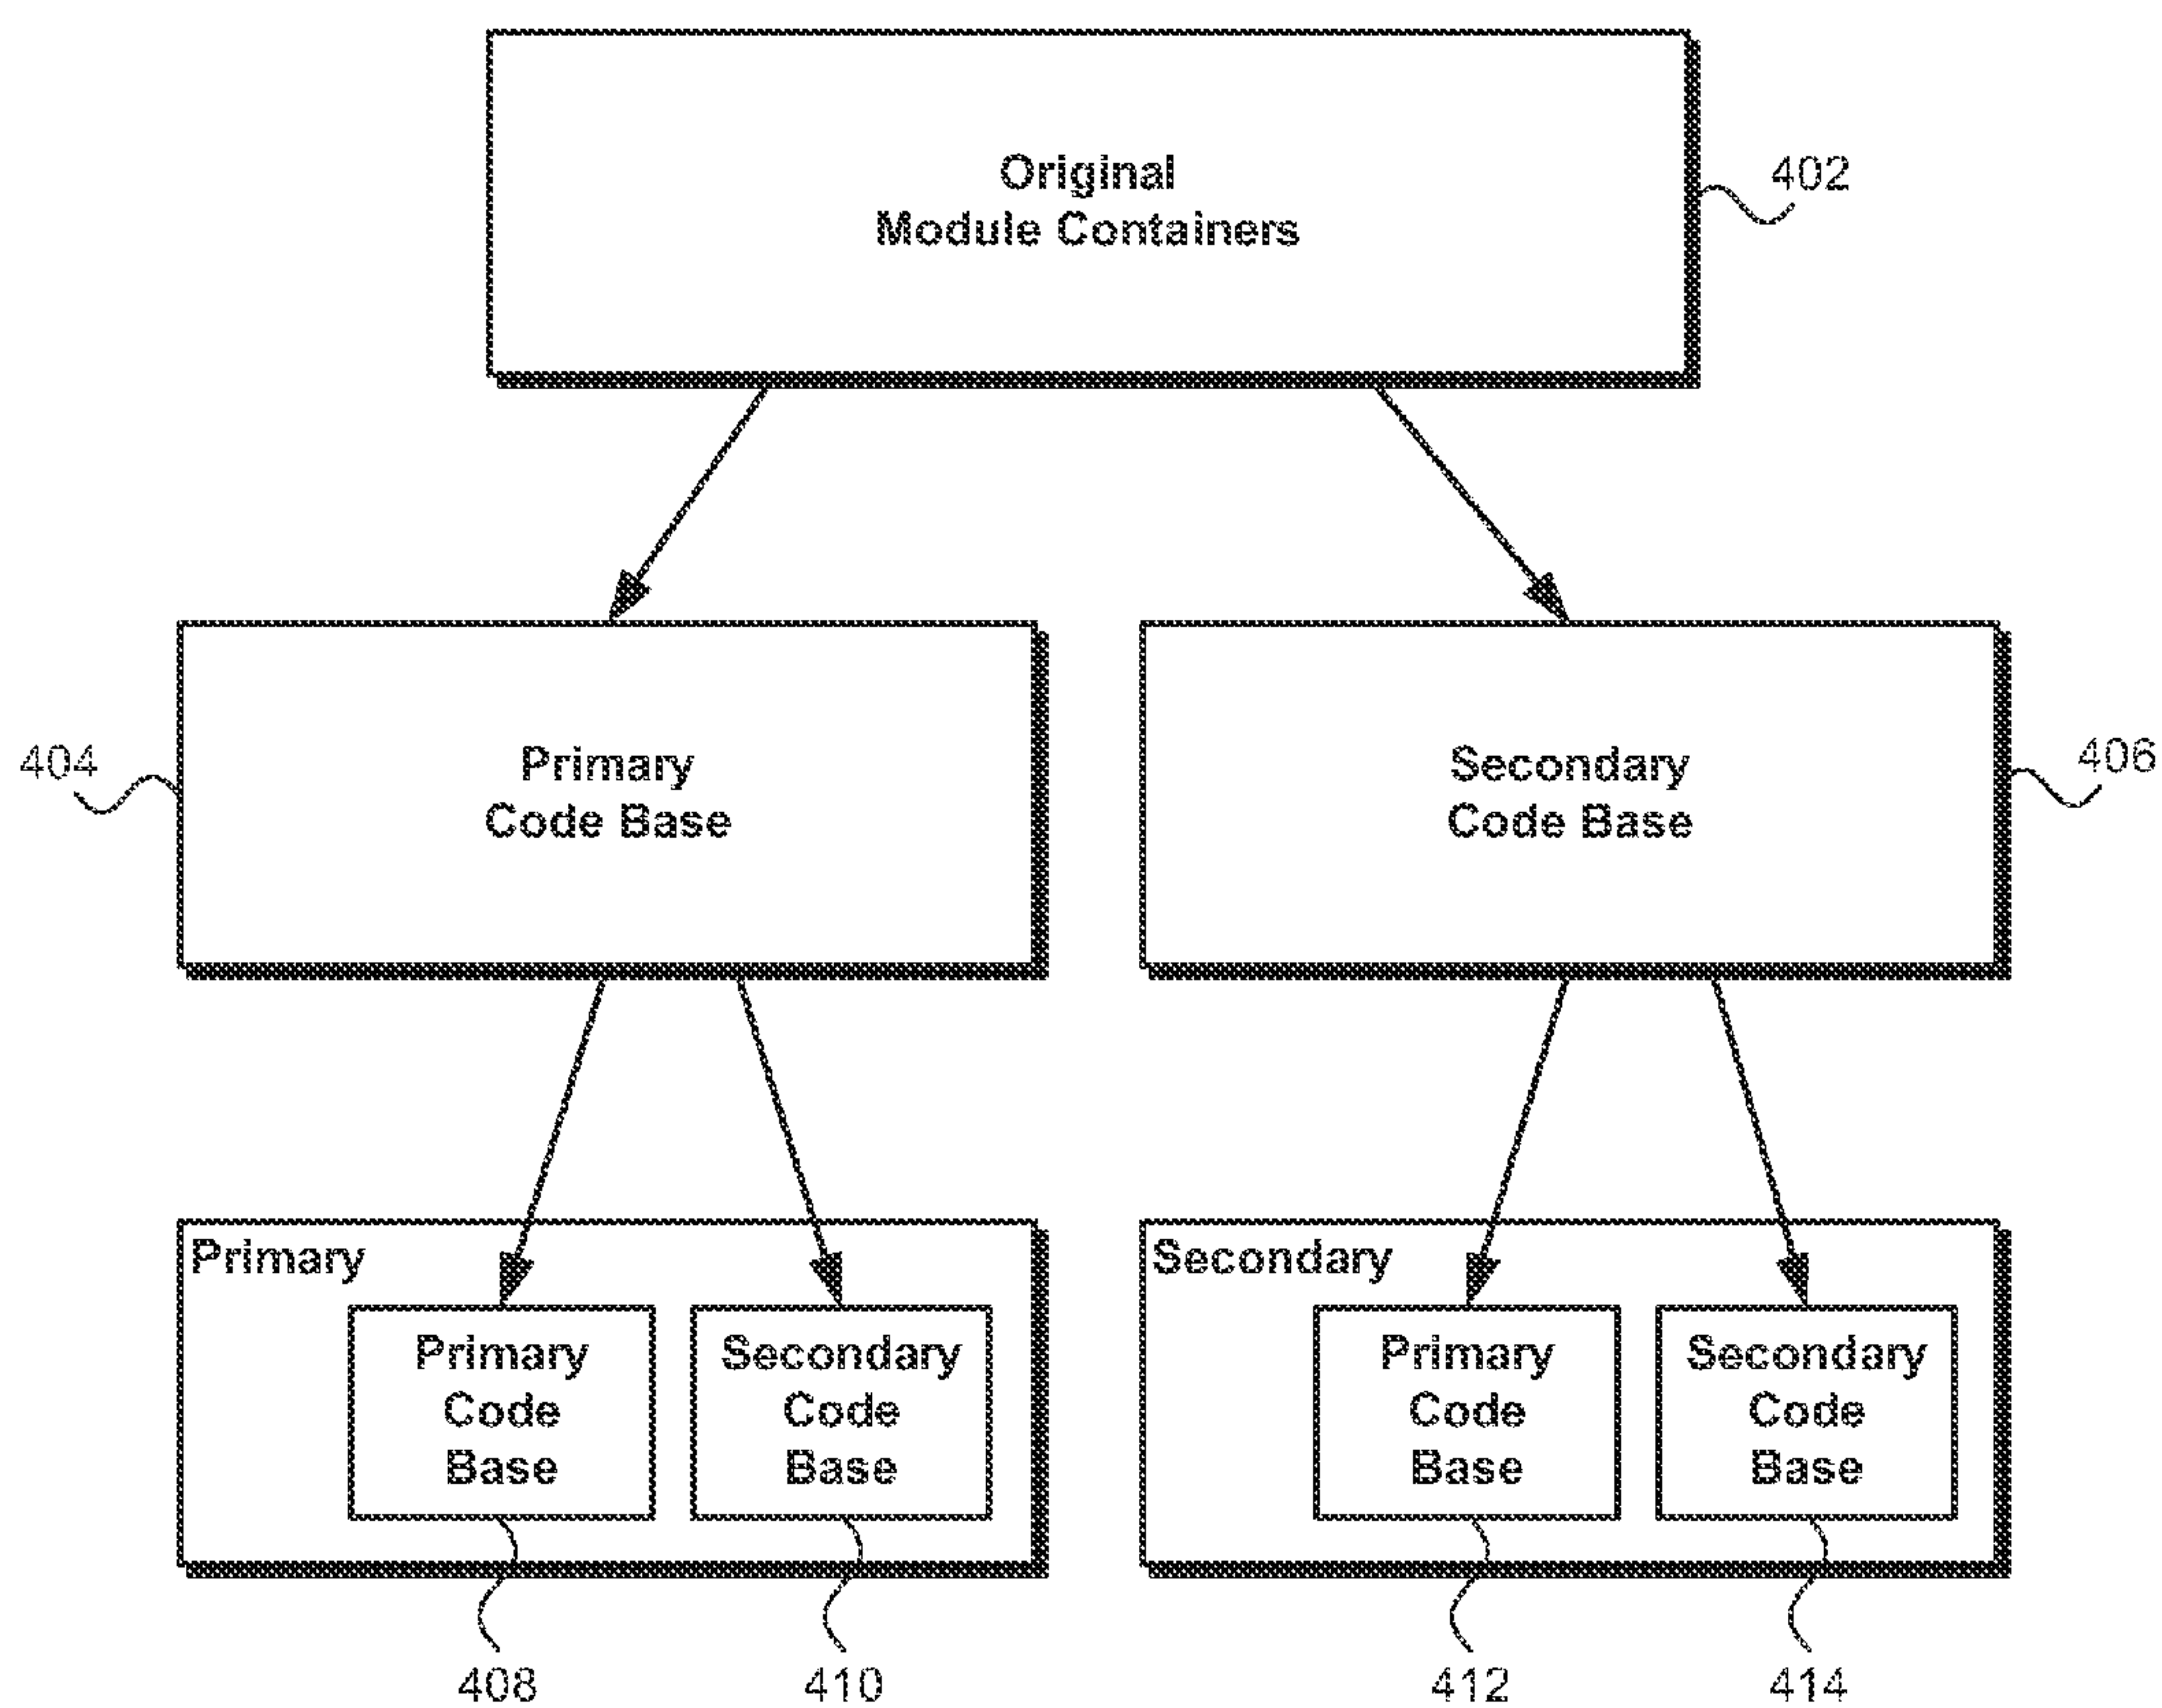 Original
Module Containers
402
404
Primary
Code Base
Secondary
Code Base
406
Primary
Primary
Code
Base
Secondary
Code
Base
Secondary
Primary
Code
Base
Secondary
Code
Base
408
410
412
414